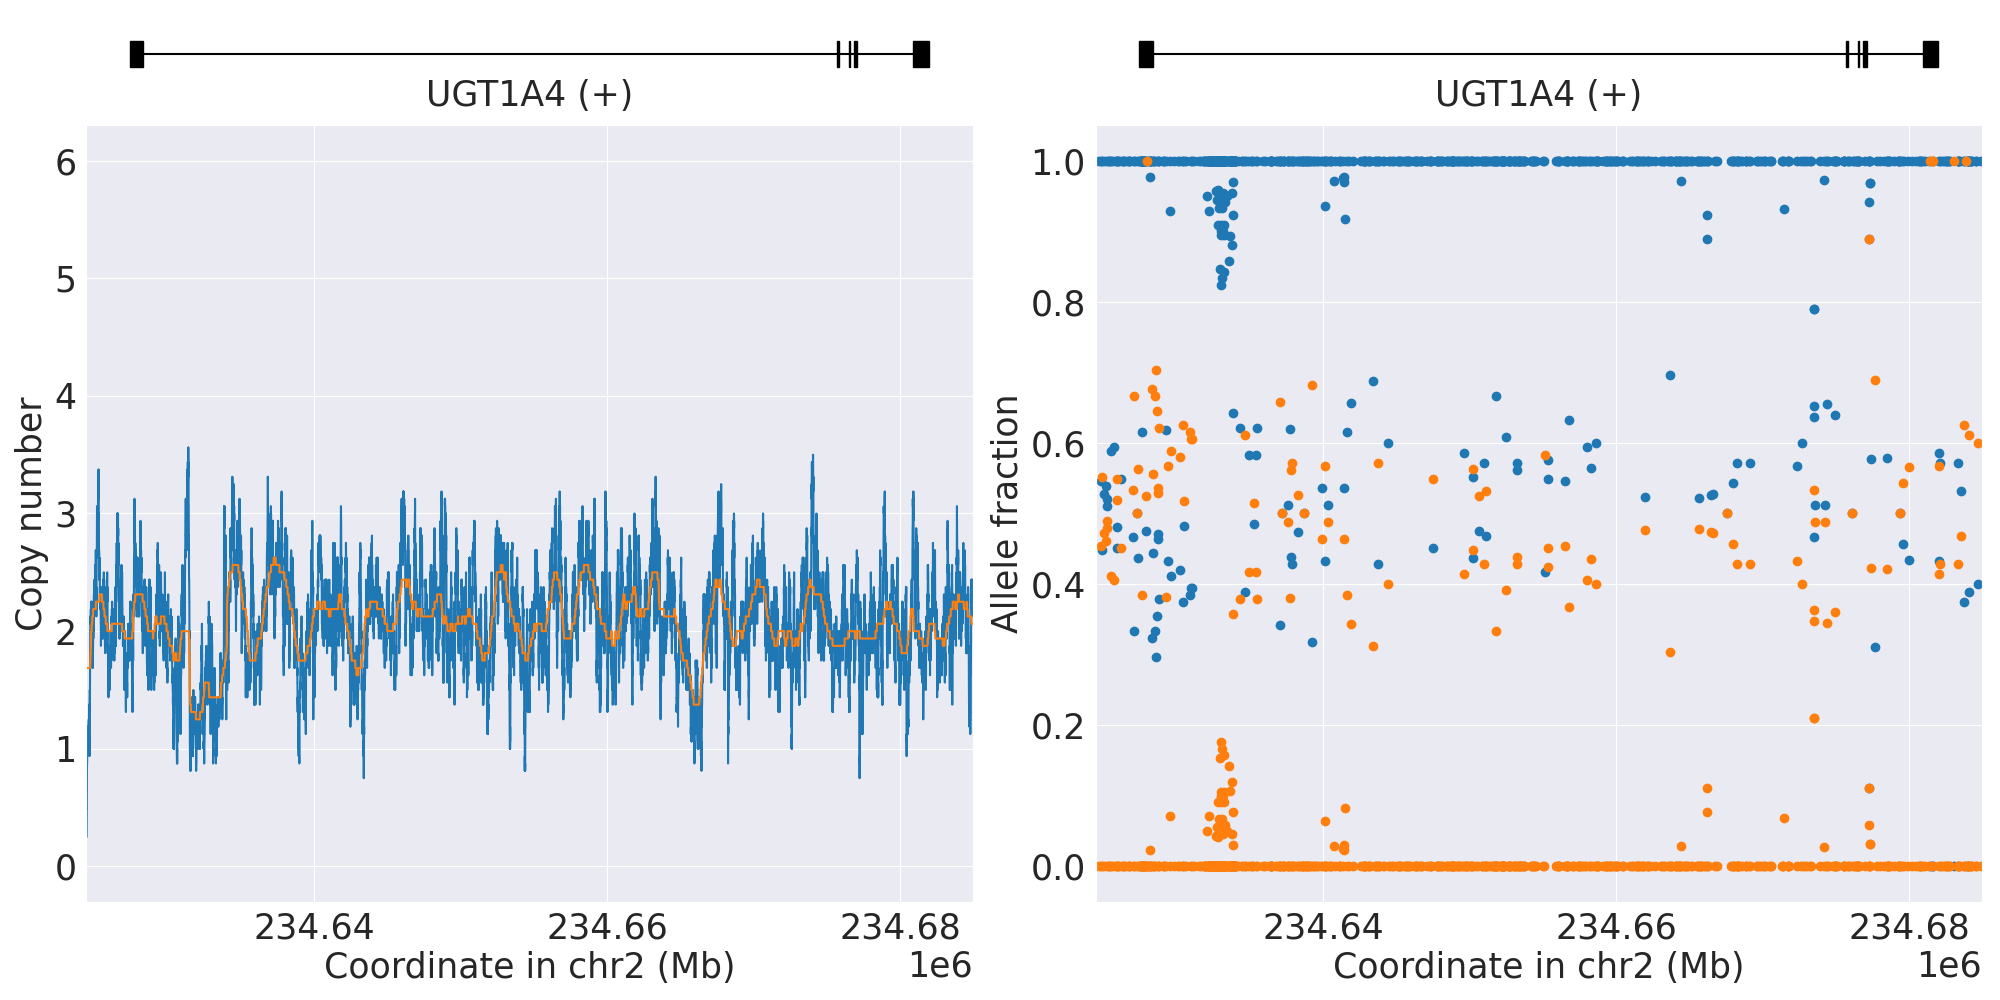 UGT1A4 (+)
Copy number
6
5
4
3
2
1
0
234.64
234.66
234.68
Coordinate in chr2 (Mb)
1e6
UGT1A4 (+)
Allele fraction
1.0
0.8
0.6
0.4
0.2
0.0
234.64
234.66
234.68
Coordinate in chr2 (Mb)
1e6